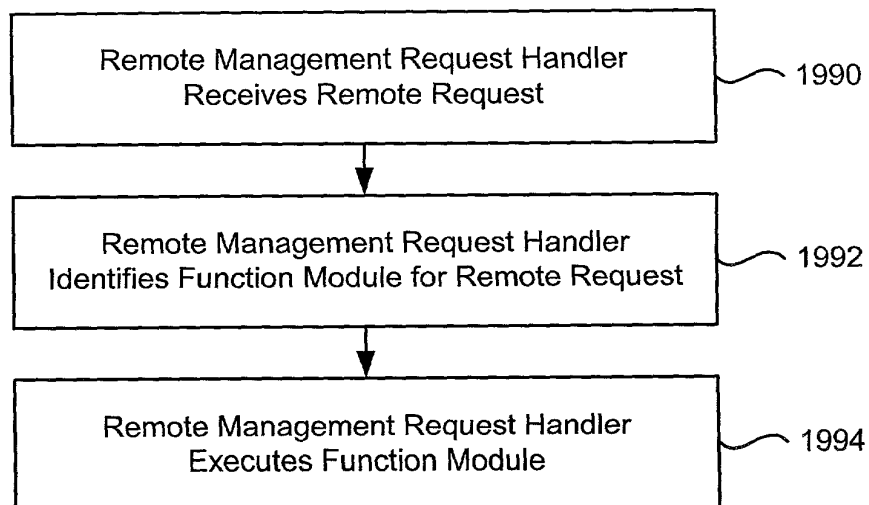 Remote Management Request Handler
Receives Remote Request
1990
Remote Management Request Handler
Identifies Function Module for Remote Request
1992
Remote Management Request Handler
Executes Function Module
1994